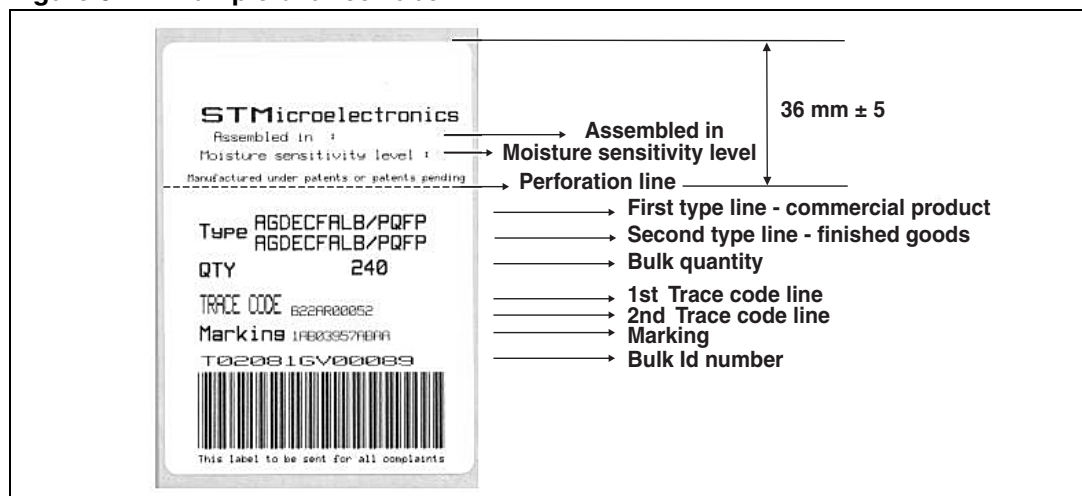 STMicroelectronics
Assembled in :
Moisture sensitivity level :
Manufactured under patents or patents pending
Type AGDECFALB/PQFP
AGDECFALB/PQFP
QTY 240
TRACE CODE B22AR00052
Marking 1AB03957ABAA
T02081GV00089
This label to be sent for all complaints
36 mm ± 5
Assembled in
Moisture sensitivity level
Perforation line
First type line - commercial product
Second type line - finished goods
Bulk quantity
1st Trace code line
2nd Trace code line
Marking
Bulk Id number